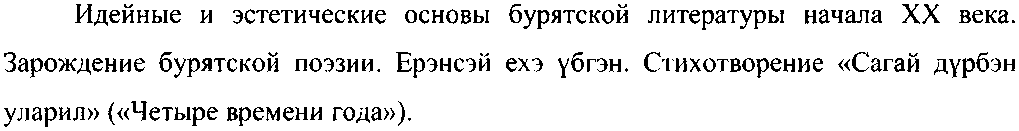 Идейные и эстетические основы бурятской литературы начала XX века.
Зарождение бурятской поэзии. Ерэнсэй ехэ үбгэн. Стихотворение «Сагай дүрбэн
уларил» («Четыре времени года»).